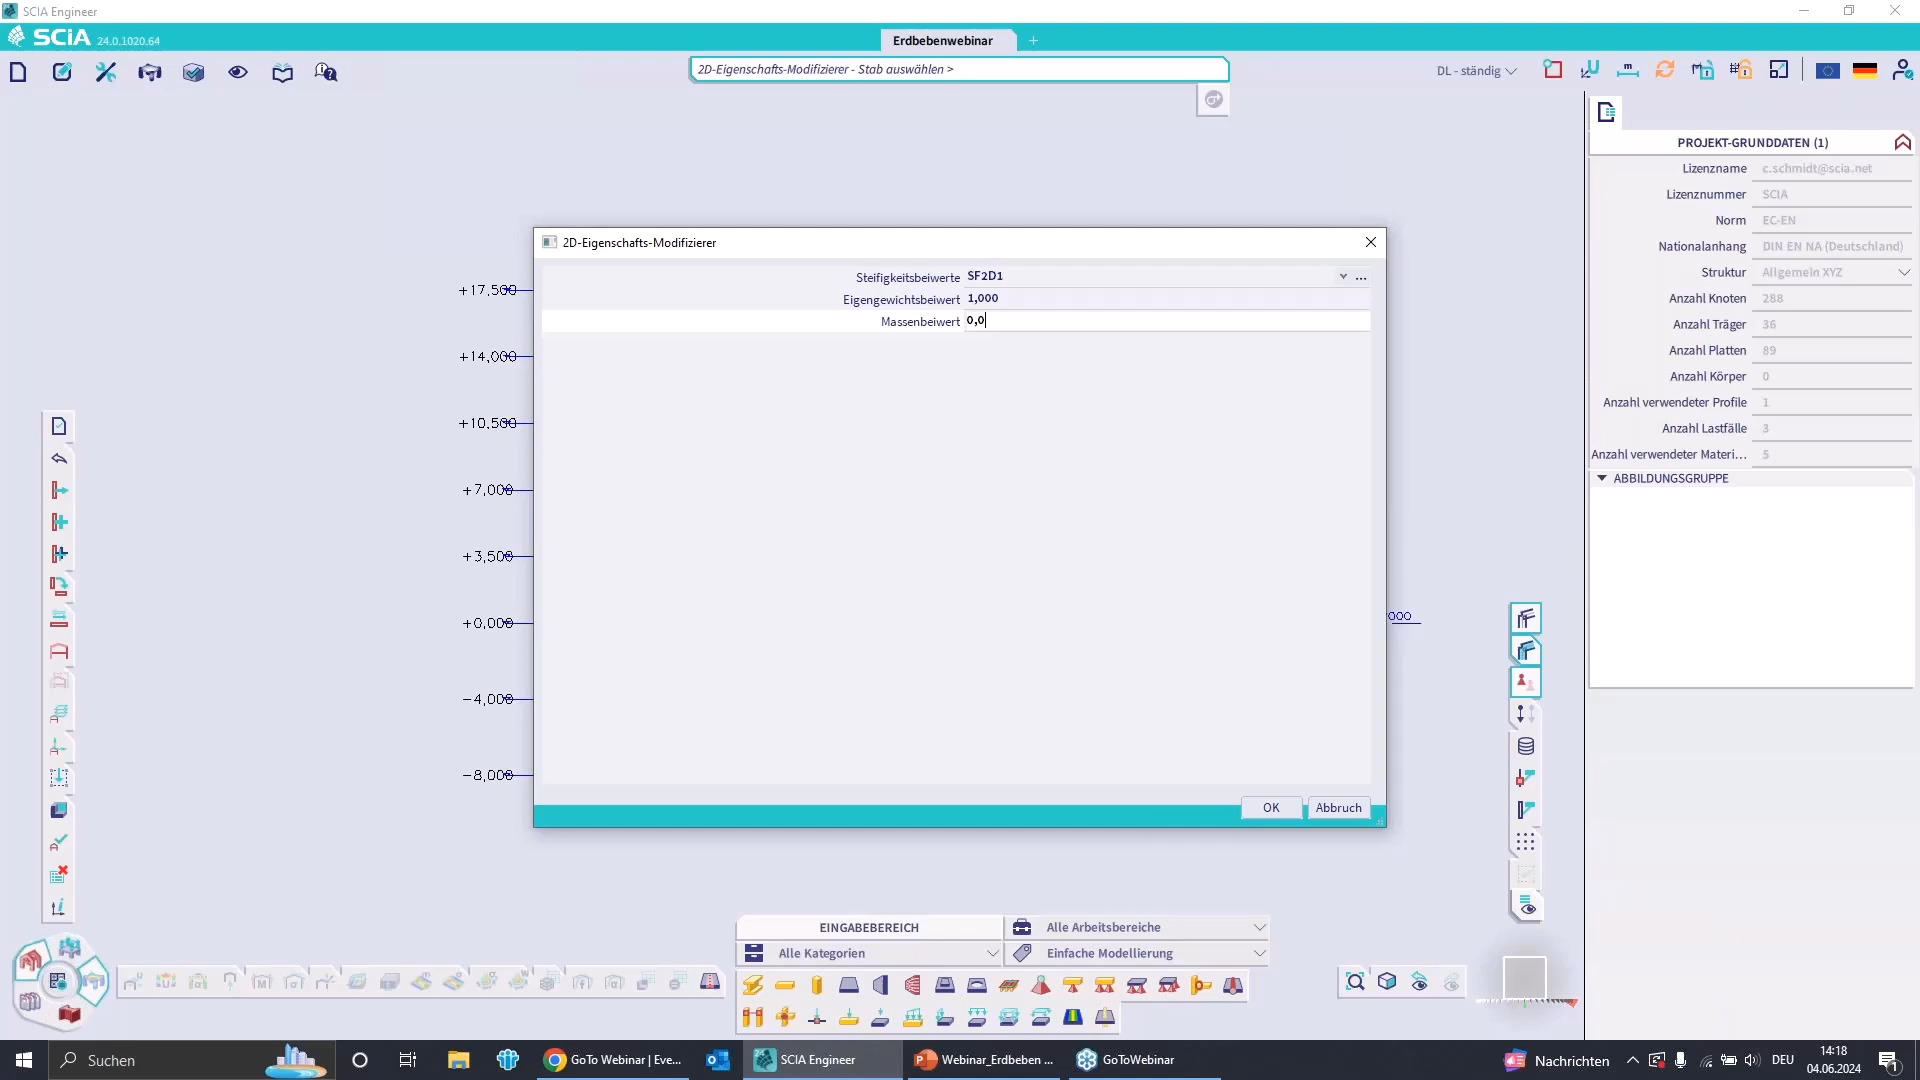 SCIA Engineer
SCiA 24.0.1020.64
Erdbebenwebinar
2D-Eigenschafts-Modifizierer - Stab auswählen >
DL - ständig
PROJEKT-GRUNDDATEN (1)
Lizenzname c.schmidt@scia.net
Lizenznummer SCIA
Norm EC-EN
Nationalanhang DIN EN NA (Deutschland)
Struktur Allgemein XYZ
Anzahl Knoten 288
Anzahl Träger 36
Anzahl Platten 89
Anzahl Körper 0
Anzahl verwendeter Profile 1
Anzahl Lastfälle 3
Anzahl verwendeter Materi... 5
ABBILDUNGSGRUPPE
2D-Eigenschafts-Modifizierer
Steifigkeitsbeiwerte SF2D1
Eigengewichtsbeiwert 1,000
Massenbeiwert 0,0
OK Abbruch
+17,500
+14,000
+10,500
+7,000
+3,500
+0,000
-4,000
-8,000
000
EINGABEBEREICH Alle Arbeitsbereiche
Alle Kategorien Einfache Modellierung
Suchen
GoTo Webinar | Eve...
SCIA Engineer
Webinar_Erdbeben ...
GoToWebinar
Nachrichten
DEU
14:18
04.06.2024
1